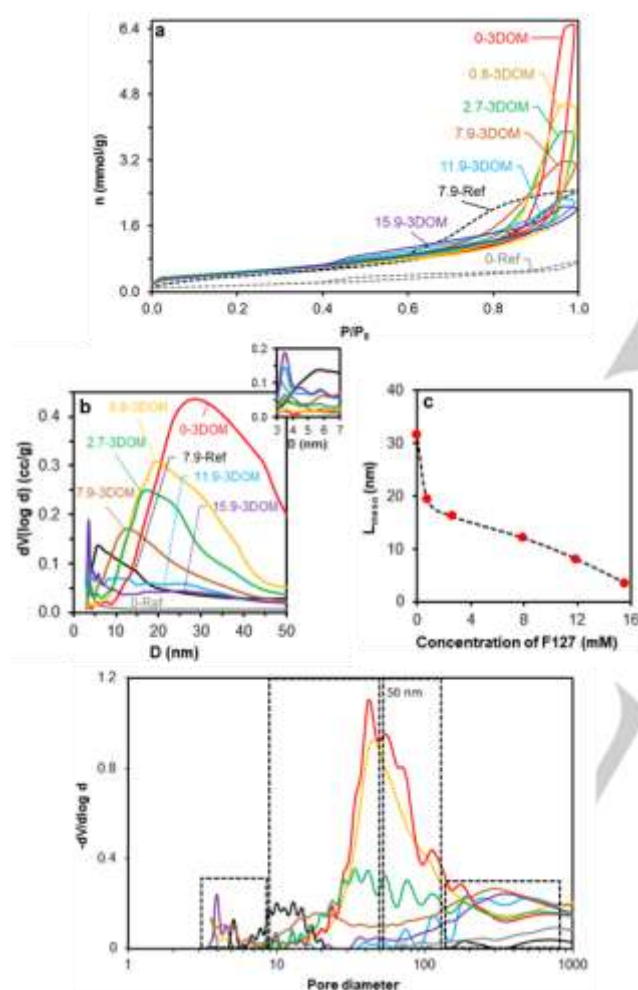 a
6.4
4.8
3.2
1.6
0.0
n (mmol/g)
0-3DOM
0.8-3DOM
2.7-3DOM
7.9-3DOM
11.9-3DOM
7.9-Ref
15.9-3DOM
0-Ref
0.0 0.2 0.4 0.6 0.8 1.0
P/P₀
b
0.4
0.3
0.2
0.1
0.0
dV(log d) (cc/g)
0.8-3DOM
0-3DOM
2.7-3DOM
7.9-Ref
7.9-3DOM
11.9-3DOM
15.9-3DOM
0-Ref
0 10 20 30 40 50
D (nm)
0.2
0.1
0.0
3 4 5 6 7
D (nm)
c
40
30
20
10
0
Lmeso (nm)
0 4 8 12 16
Concentration of F127 (mM)
1.2
0.8
0.4
0
-dV/dlog d
50 nm
1 10 100 1000
Pore diameter